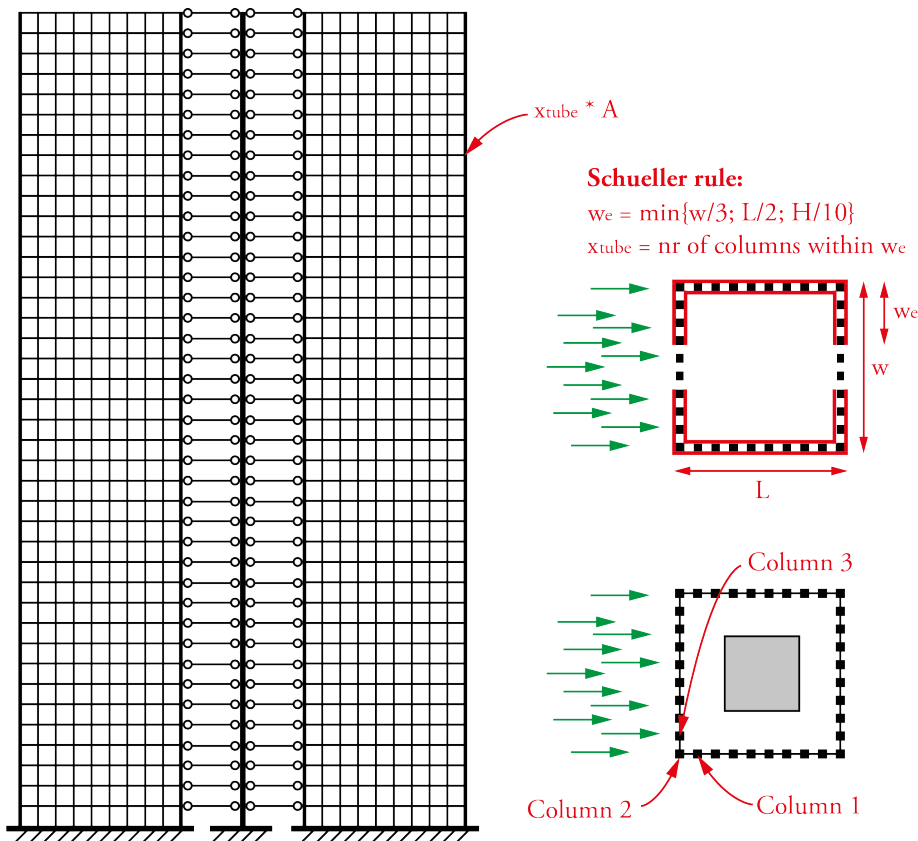 xtube * A
Schueller rule:
we = min{w/3; L/2; H/10}
xtube = nr of columns within we
we
w
L
Column 3
Column 2
Column 1